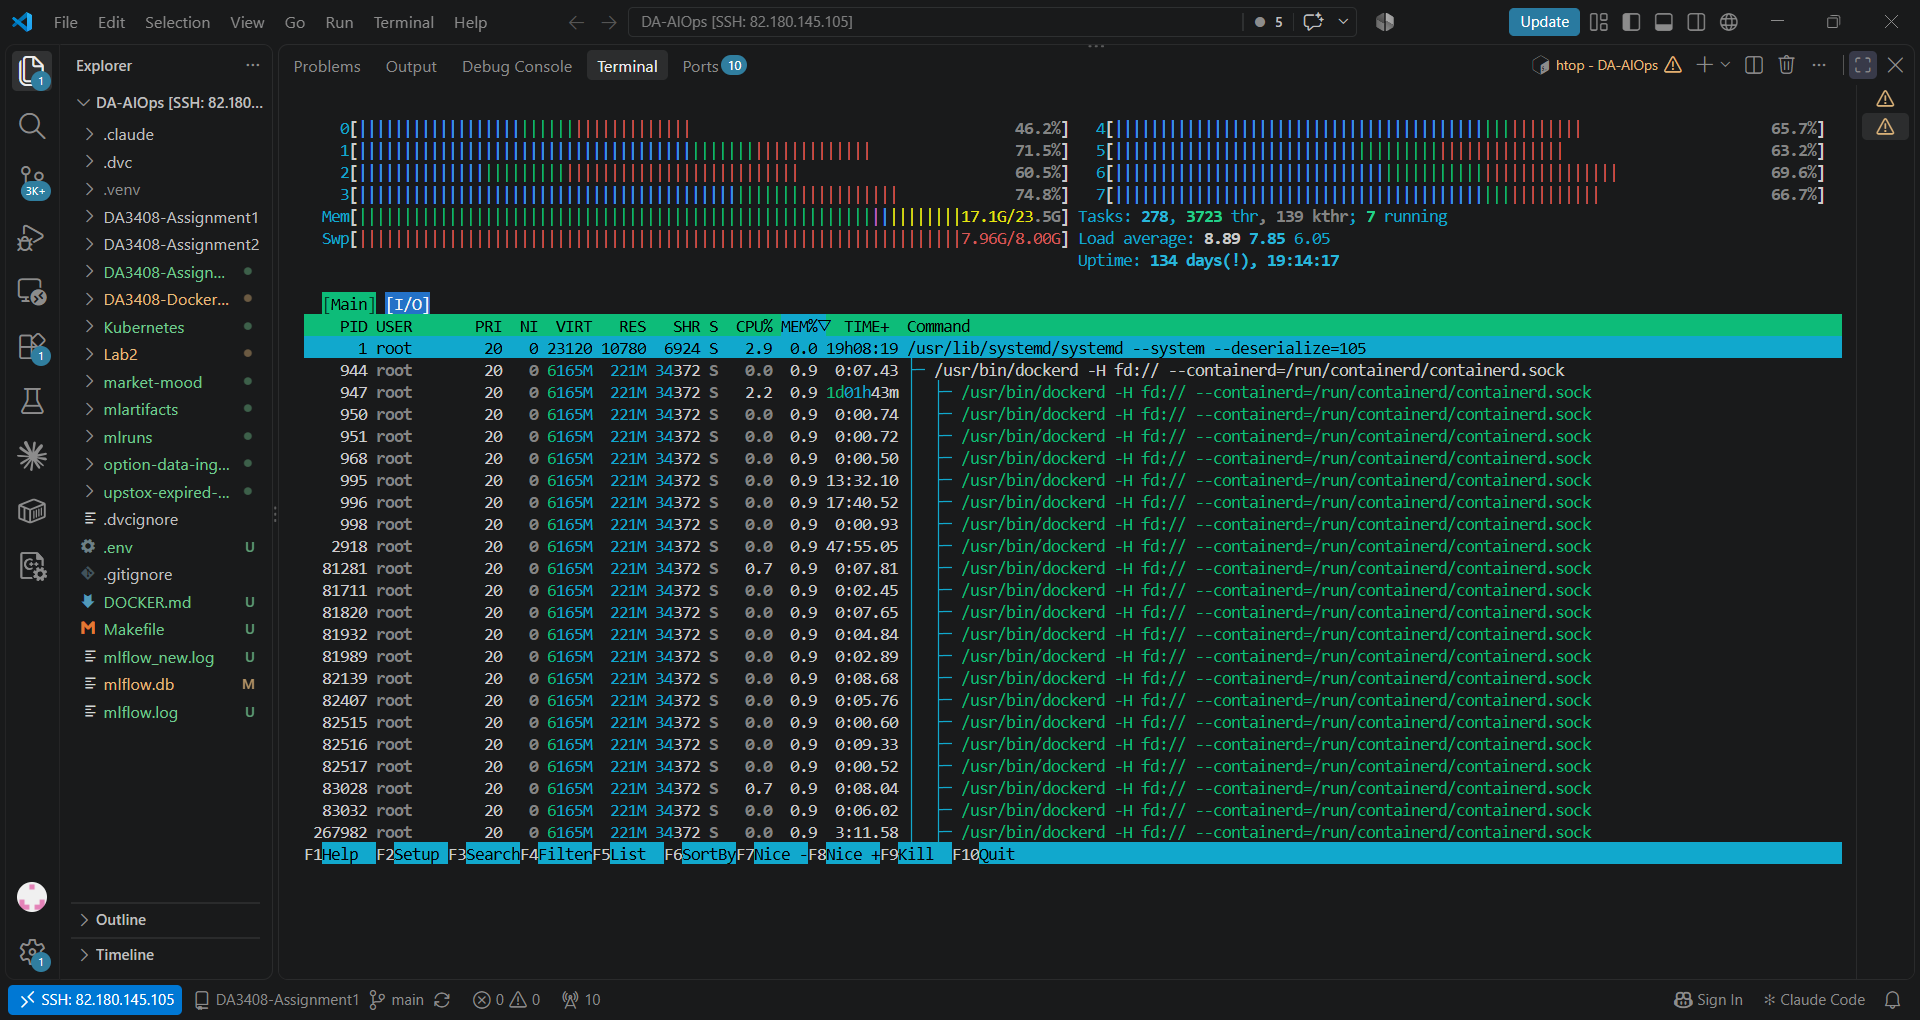 File Edit Selection View Go Run Terminal Help
DA-AIOps [SSH: 82.180.145.105]
5
Update
Explorer
1
DA-AIOps [SSH: 82.180...
.claude
.dvc
.venv
3K+
DA3408-Assignment1
DA3408-Assignment2
DA3408-Assign...
DA3408-Docker...
Kubernetes
1
Lab2
market-mood
mlartifacts
mlruns
option-data-ing...
upstox-expired-...
.dvcignore
.env U
.gitignore
DOCKER.md U
Makefile U
mlflow_new.log U
mlflow.db M
mlflow.log U
Outline
Timeline
1
Problems Output Debug Console Terminal Ports 10
htop - DA-AIOps
0[ 46.2%] 4[ 65.7%]
1[ 71.5%] 5[ 63.2%]
2[ 60.5%] 6[ 69.6%]
3[ 74.8%] 7[ 66.7%]
Mem[ 17.1G/23.5G] Tasks: 278, 3723 thr, 139 kthr; 7 running
Swp[ 7.96G/8.00G] Load average: 8.89 7.85 6.05
Uptime: 134 days(!), 19:14:17
[Main] [I/O]
PID USER PRI NI VIRT RES SHR S CPU% MEM%▽ TIME+ Command
1 root 20 0 23120 10780 6924 S 2.9 0.0 19h08:19 /usr/lib/systemd/systemd --system --deserialize=105
944 root 20 0 6165M 221M 34372 S 0.0 0.9 0:07.43 /usr/bin/dockerd -H fd:// --containerd=/run/containerd/containerd.sock
947 root 20 0 6165M 221M 34372 S 2.2 0.9 1d01h43m /usr/bin/dockerd -H fd:// --containerd=/run/containerd/containerd.sock
950 root 20 0 6165M 221M 34372 S 0.0 0.9 0:00.74 /usr/bin/dockerd -H fd:// --containerd=/run/containerd/containerd.sock
951 root 20 0 6165M 221M 34372 S 0.0 0.9 0:00.72 /usr/bin/dockerd -H fd:// --containerd=/run/containerd/containerd.sock
968 root 20 0 6165M 221M 34372 S 0.0 0.9 0:00.50 /usr/bin/dockerd -H fd:// --containerd=/run/containerd/containerd.sock
995 root 20 0 6165M 221M 34372 S 0.0 0.9 13:32.10 /usr/bin/dockerd -H fd:// --containerd=/run/containerd/containerd.sock
996 root 20 0 6165M 221M 34372 S 0.0 0.9 17:40.52 /usr/bin/dockerd -H fd:// --containerd=/run/containerd/containerd.sock
998 root 20 0 6165M 221M 34372 S 0.0 0.9 0:00.93 /usr/bin/dockerd -H fd:// --containerd=/run/containerd/containerd.sock
2918 root 20 0 6165M 221M 34372 S 0.0 0.9 47:55.05 /usr/bin/dockerd -H fd:// --containerd=/run/containerd/containerd.sock
81281 root 20 0 6165M 221M 34372 S 0.7 0.9 0:07.81 /usr/bin/dockerd -H fd:// --containerd=/run/containerd/containerd.sock
81711 root 20 0 6165M 221M 34372 S 0.0 0.9 0:02.45 /usr/bin/dockerd -H fd:// --containerd=/run/containerd/containerd.sock
81820 root 20 0 6165M 221M 34372 S 0.0 0.9 0:07.65 /usr/bin/dockerd -H fd:// --containerd=/run/containerd/containerd.sock
81932 root 20 0 6165M 221M 34372 S 0.0 0.9 0:04.84 /usr/bin/dockerd -H fd:// --containerd=/run/containerd/containerd.sock
81989 root 20 0 6165M 221M 34372 S 0.0 0.9 0:02.89 /usr/bin/dockerd -H fd:// --containerd=/run/containerd/containerd.sock
82139 root 20 0 6165M 221M 34372 S 0.0 0.9 0:08.68 /usr/bin/dockerd -H fd:// --containerd=/run/containerd/containerd.sock
82407 root 20 0 6165M 221M 34372 S 0.0 0.9 0:05.76 /usr/bin/dockerd -H fd:// --containerd=/run/containerd/containerd.sock
82515 root 20 0 6165M 221M 34372 S 0.0 0.9 0:00.60 /usr/bin/dockerd -H fd:// --containerd=/run/containerd/containerd.sock
82516 root 20 0 6165M 221M 34372 S 0.0 0.9 0:09.33 /usr/bin/dockerd -H fd:// --containerd=/run/containerd/containerd.sock
82517 root 20 0 6165M 221M 34372 S 0.0 0.9 0:00.52 /usr/bin/dockerd -H fd:// --containerd=/run/containerd/containerd.sock
83028 root 20 0 6165M 221M 34372 S 0.7 0.9 0:08.04 /usr/bin/dockerd -H fd:// --containerd=/run/containerd/containerd.sock
83032 root 20 0 6165M 221M 34372 S 0.0 0.9 0:06.02 /usr/bin/dockerd -H fd:// --containerd=/run/containerd/containerd.sock
267982 root 20 0 6165M 221M 34372 S 0.0 0.9 3:11.58 /usr/bin/dockerd -H fd:// --containerd=/run/containerd/containerd.sock
F1Help F2Setup F3SearchF4FilterF5List F6SortByF7Nice -F8Nice +F9Kill F10Quit
SSH: 82.180.145.105 DA3408-Assignment1 main 0 0 10 Sign In Claude Code